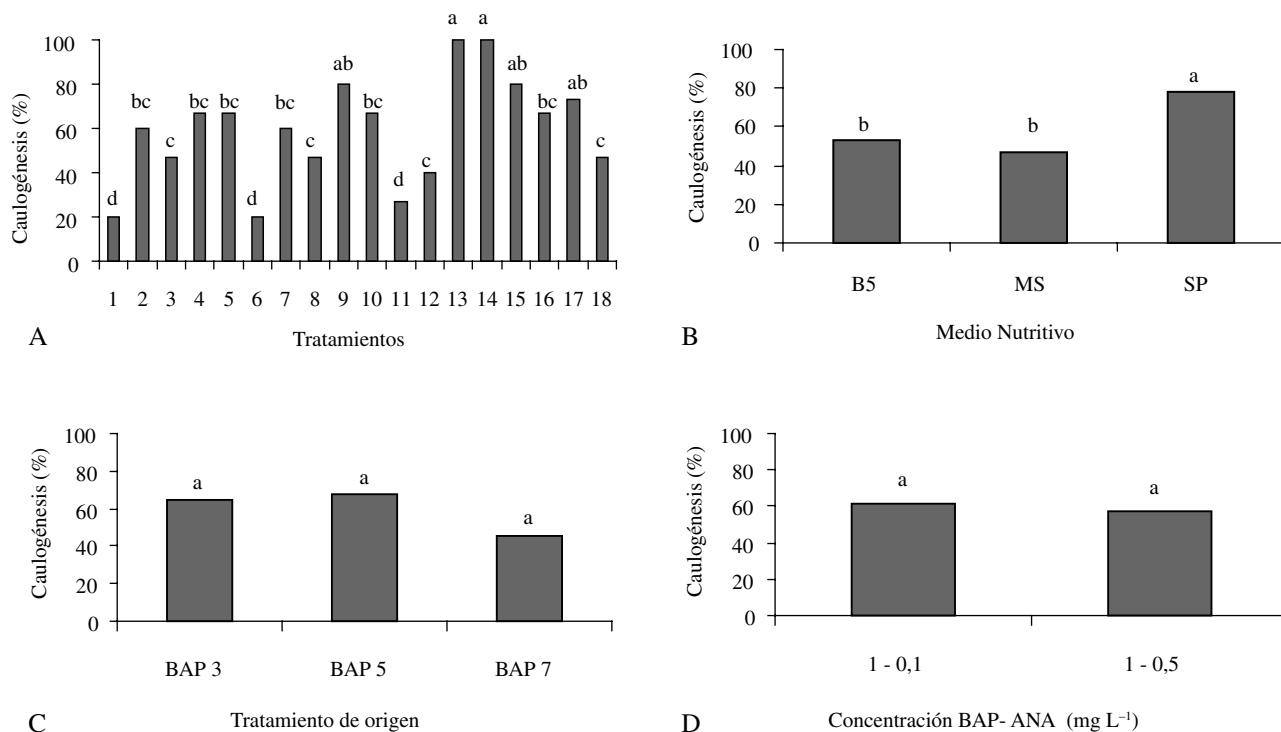 a a
100
ab
80
ab
bc bc bc
bc
bc
bc
60
c
c
c
c
40
d
d
d
20
0
Caulogénesis (%)
1 2 3 4 5 6 7 8 9 10 11 12 13 14 15 16 17 18
A
Tratamientos
100
a
80
60
b b
40
20
0
Caulogénesis (%)
B5 MS SP
B
Medio Nutritivo
100
80
a a
60
a
40
20
0
Caulogénesis (%)
BAP 3 BAP 5 BAP 7
C
Tratamiento de origen
100
80
a a
60
40
20
0
Caulogénesis (%)
1 - 0,1 1 - 0,5
D
Concentración BAP- ANA (mg L⁻¹)